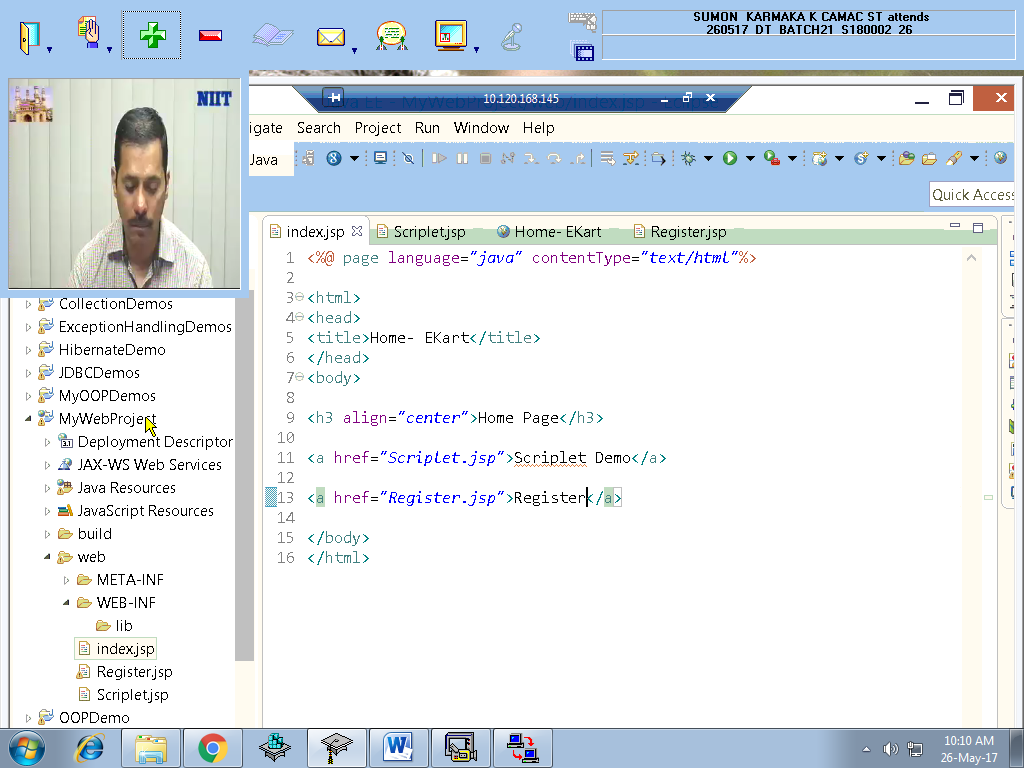 SUMON KARMAKA K CAMAC ST attends
260517 DT BATCH21 S180002 26
NIIT
10.120.168.145
igate Search Project Run Window Help
Java
Quick Access
index.jsp Scriplet.jsp Home- EKart Register.jsp
1 <%@ page language="java" contentType="text/html"%>
2
3 <html>
4 <head>
5 <title>Home- EKart</title>
6 </head>
7 <body>
8
9 <h3 align="center">Home Page</h3>
10
11 <a href="Scriplet.jsp">Scriplet Demo</a>
12
13 <a href="Register.jsp">Register</a>
14
15 </body>
16 </html>
CollectionDemos
ExceptionHandlingDemos
HibernateDemo
JDBCDemos
MyOOPDemos
MyWebProject
Deployment Descriptor
JAX-WS Web Services
Java Resources
JavaScript Resources
build
web
META-INF
WEB-INF
lib
index.jsp
Register.jsp
Scriplet.jsp
OOPDemo
10:10 AM
26-May-17